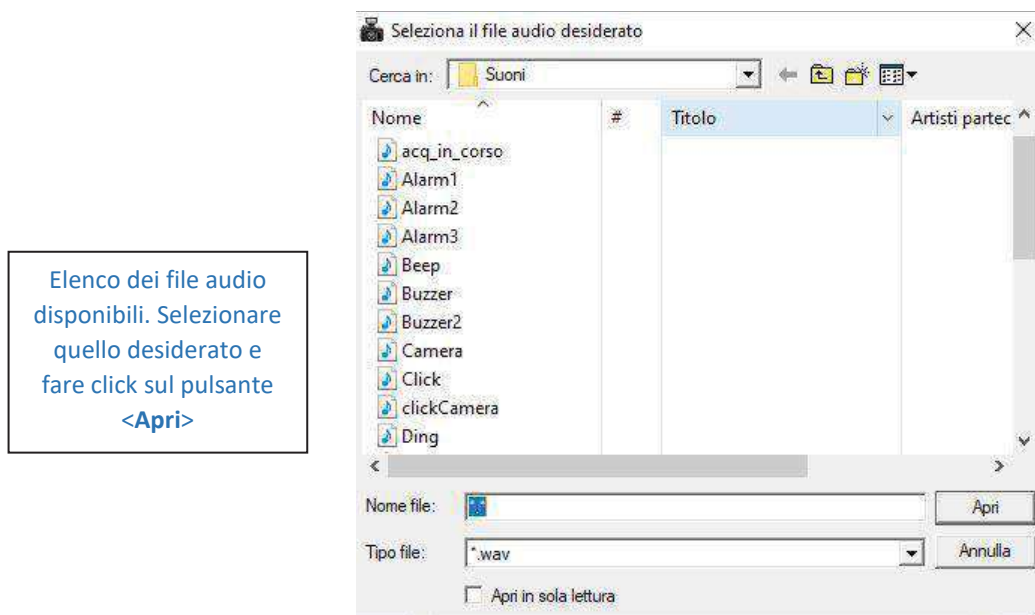 Seleziona il file audio desiderato
Cerca in: Suoni
Nome # Titolo Artisti partec
acq_in_corso
Alarm1
Alarm2
Alarm3
Beep
Buzzer
Buzzer2
Camera
Click
clickCamera
Ding
Elenco dei file audio
disponibili. Selezionare
quello desiderato e
fare click sul pulsante
<Apri>
Nome file: Apri
Tipo file: *.wav Annulla
Apri in sola lettura